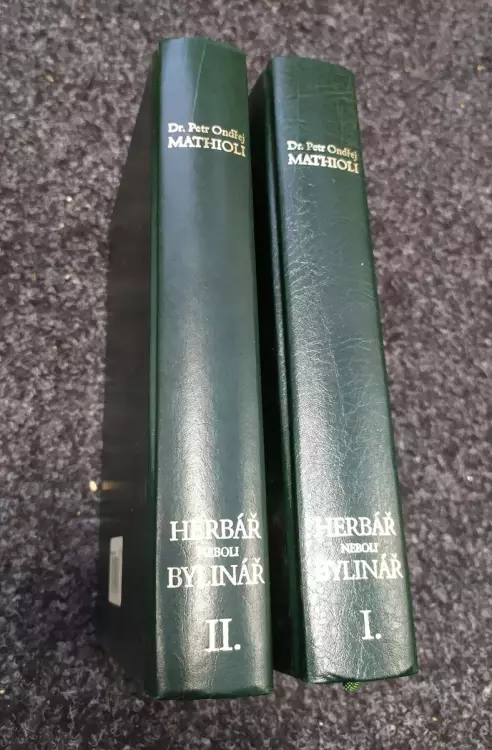 Dr. Petr Ondřej
MATHIOLI
HERBÁŘ
NEBOLI
BYLINÁŘ
II.
Dr. Petr Ondřej
MATHIOLI
HERBÁŘ
NEBOLI
BYLINÁŘ
I.